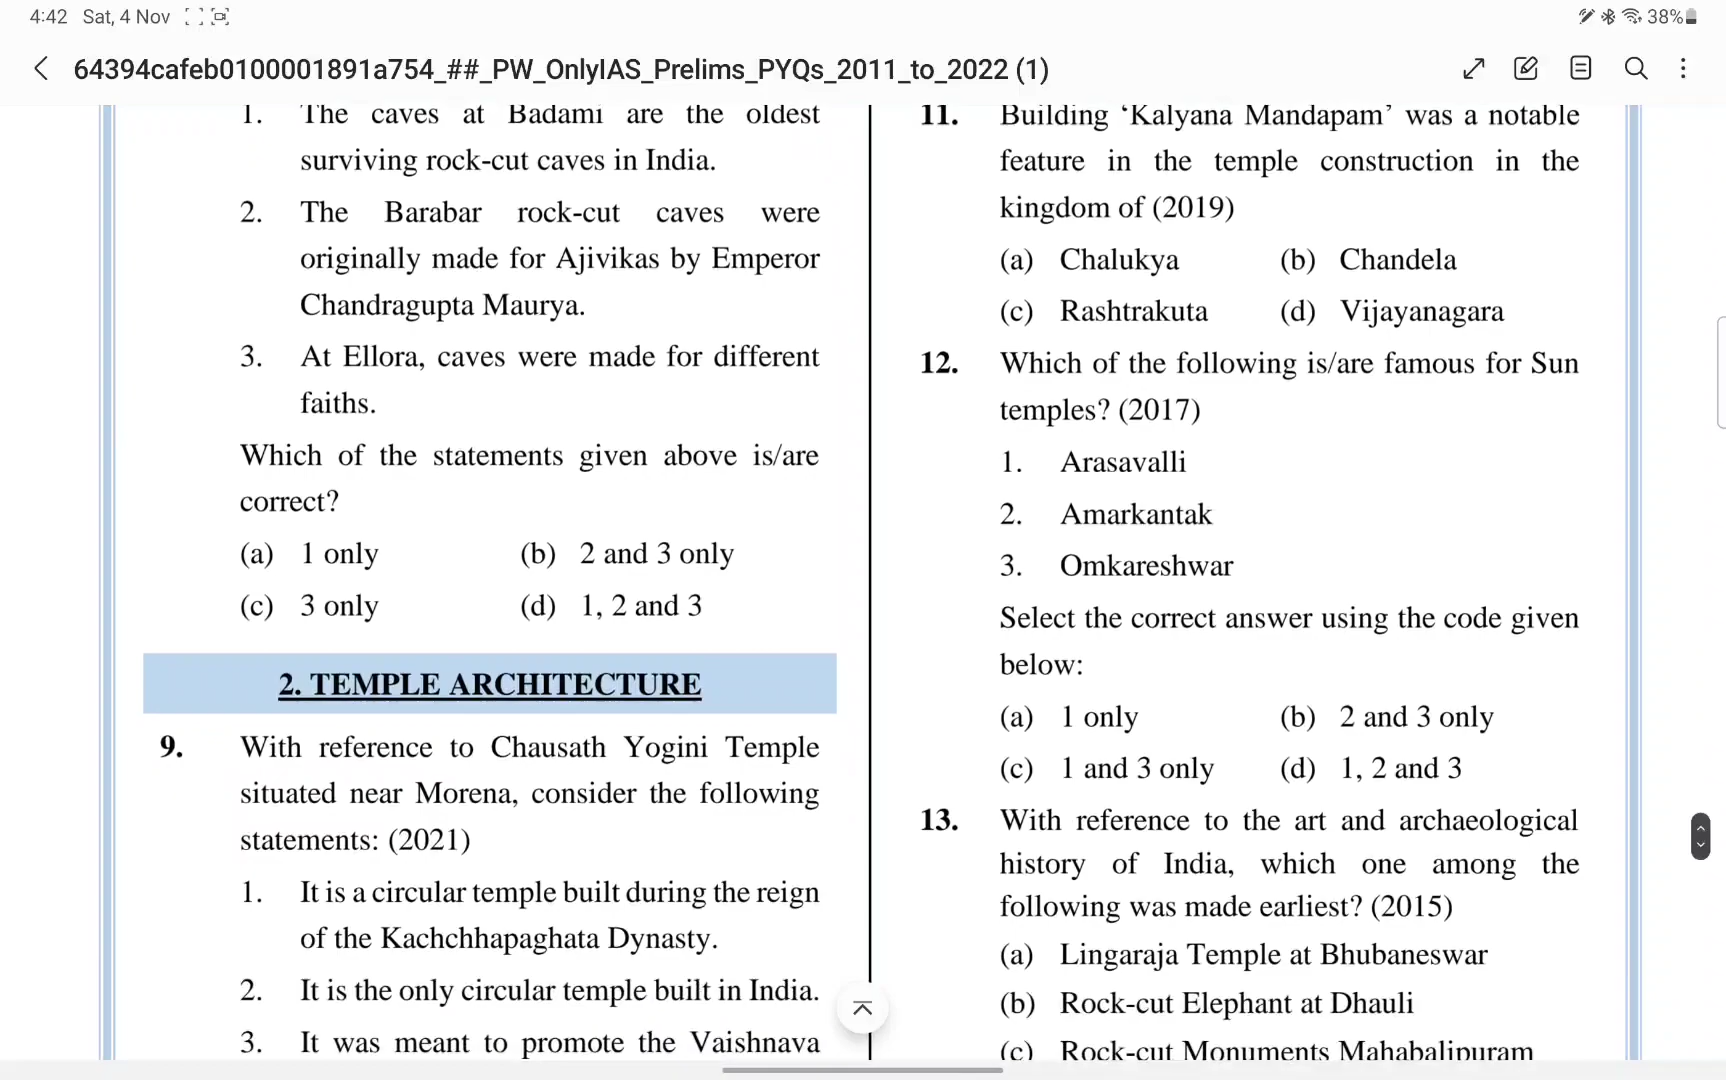 4:42 Sat, 4 Nov
38%
64394cafeb0100001891a754_##_PW_OnlyIAS_Prelims_PYQs_2011_to_2022 (1)
1. The caves at Badami are the oldest
surviving rock-cut caves in India.
2. The Barabar rock-cut caves were
originally made for Ajivikas by Emperor
Chandragupta Maurya.
3. At Ellora, caves were made for different
faiths.
Which of the statements given above is/are
correct?
(a) 1 only (b) 2 and 3 only
(c) 3 only (d) 1, 2 and 3
2. TEMPLE ARCHITECTURE
9. With reference to Chausath Yogini Temple
situated near Morena, consider the following
statements: (2021)
1. It is a circular temple built during the reign
of the Kachchhapaghata Dynasty.
2. It is the only circular temple built in India.
3. It was meant to promote the Vaishnava
11. Building ‘Kalyana Mandapam’ was a notable
feature in the temple construction in the
kingdom of (2019)
(a) Chalukya (b) Chandela
(c) Rashtrakuta (d) Vijayanagara
12. Which of the following is/are famous for Sun
temples? (2017)
1. Arasavalli
2. Amarkantak
3. Omkareshwar
Select the correct answer using the code given
below:
(a) 1 only (b) 2 and 3 only
(c) 1 and 3 only (d) 1, 2 and 3
13. With reference to the art and archaeological
history of India, which one among the
following was made earliest? (2015)
(a) Lingaraja Temple at Bhubaneswar
(b) Rock-cut Elephant at Dhauli
(c) Rock-cut Monuments Mahabalipuram